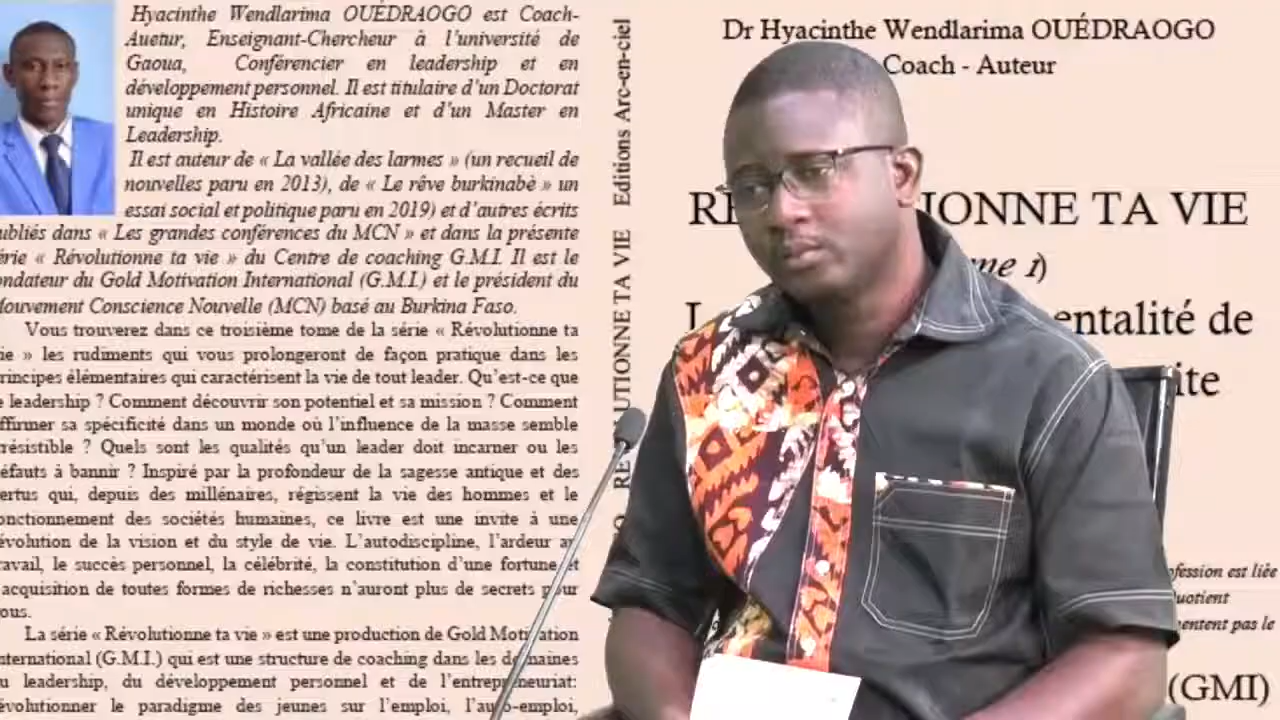 Hyacinthe Wendlarima OUÉDRAOGO est Coach-
Auetur, Enseignant-Chercheur à l'université de
Gaoua, Conférencier en leadership et en
développement personnel. Il est titulaire d'un Doctorat
unique en Histoire Africaine et d'un Master en
Leadership.
Il est auteur de « La vallée des larmes » (un recueil de
nouvelles paru en 2013), de « Le rêve burkinabè » un
essai social et politique paru en 2019) et d'autres écrits
ubliés dans « Les grandes conférences du MCN » et dans la présente
érie « Révolutionne ta vie » du Centre de coaching G.M.I. Il est le
ondateur du Gold Motivation International (G.M.I.) et le président du
Mouvement Conscience Nouvelle (MCN) basé au Burkina Faso.
Vous trouverez dans ce troisième tome de la série « Révolutionne ta
ie » les rudiments qui vous prolongeront de façon pratique dans les
rincipes élémentaires qui caractérisent la vie de tout leader. Qu'est-ce que
e leadership ? Comment découvrir son potentiel et sa mission ? Comment
ffirmer sa spécificité dans un monde où l'influence de la masse semble
rrésistible ? Quels sont les qualités qu'un leader doit incarner ou les
éfauts à bannir ? Inspiré par la profondeur de la sagesse antique et des
ertus qui, depuis des millénaires, régissent la vie des hommes et le
onctionnement des sociétés humaines, ce livre est une invite à une
évolution de la vision et du style de vie. L'autodiscipline, l'ardeur au
ravail, le succès personnel, la célébrité, la constitution d'une fortune et
'acquisition de toutes formes de richesses n'auront plus de secrets pour
ous.
La série « Révolutionne ta vie » est une production de Gold Motivation
nternational (G.M.I.) qui est une structure de coaching dans les domaines
u leadership, du développement personnel et de l'entrepreneuriat:
évolutionner le paradigme des jeunes sur l'emploi, l'auto-emploi,
Editions Arc-en-ciel
UTIONNE TA VIE
Dr Hyacinthe Wendlarima OUÉDRAOGO
Coach - Auteur
RE IONNE TA VIE
me 1)
L entalité de
ite
ofession est liée
uotient
entent pas le
(GMI)